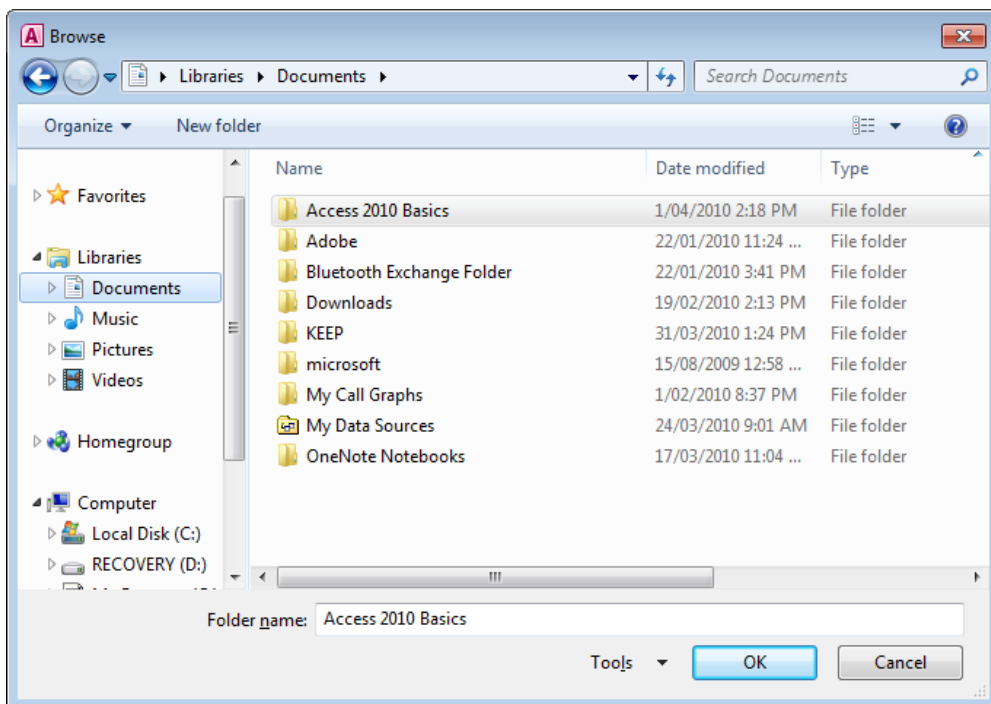 Browse
Libraries Documents
Search Documents
Organize New folder
Name Date modified Type
Favorites
Libraries
Documents
Music
Pictures
Videos
Homegroup
Computer
Local Disk (C:)
RECOVERY (D:)
Access 2010 Basics 1/04/2010 2:18 PM File folder
Adobe 22/01/2010 11:24 ... File folder
Bluetooth Exchange Folder 22/01/2010 3:41 PM File folder
Downloads 19/02/2010 2:13 PM File folder
KEEP 31/03/2010 1:24 PM File folder
microsoft 15/08/2009 12:58 ... File folder
My Call Graphs 1/02/2010 8:37 PM File folder
My Data Sources 24/03/2010 9:01 AM File folder
OneNote Notebooks 17/03/2010 11:04 ... File folder
Folder name: Access 2010 Basics
Tools OK Cancel